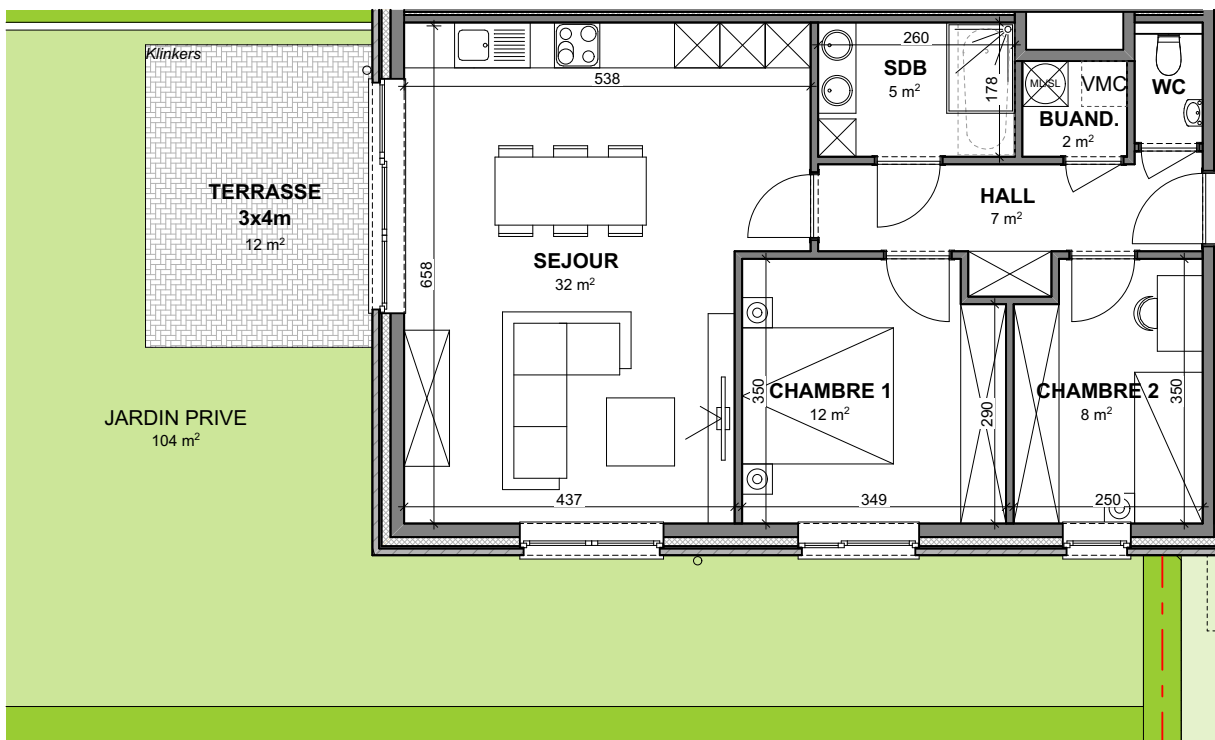 Klinkers
TERRASSE
3x4m
12 m²
JARDIN PRIVE
104 m²
538
658
SEJOUR
32 m²
437
260
SDB
5 m²
178
ML/SL
VMC
BUAND.
2 m²
WC
HALL
7 m²
350
CHAMBRE 1
12 m²
290
349
CHAMBRE 2
8 m²
350
250